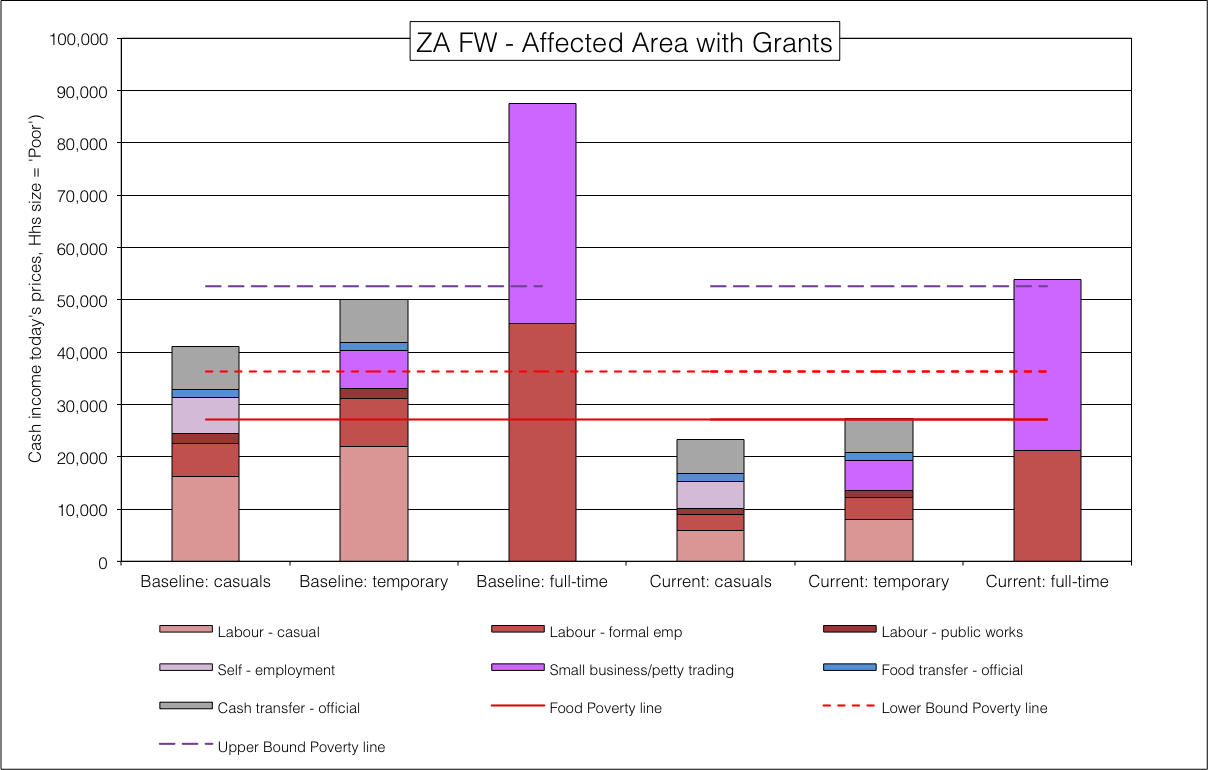 ZA FW - Affected Area with Grants
Cash income today's prices, Hhs size = 'Poor')
100,000
90,000
80,000
70,000
60,000
50,000
40,000
30,000
20,000
10,000
0
Baseline: casuals Baseline: temporary Baseline: full-time Current: casuals Current: temporary Current: full-time
Labour - casual Labour - formal emp Labour - public works
Self - employment Small business/petty trading Food transfer - official
Cash transfer - official Food Poverty line Lower Bound Poverty line
Upper Bound Poverty line